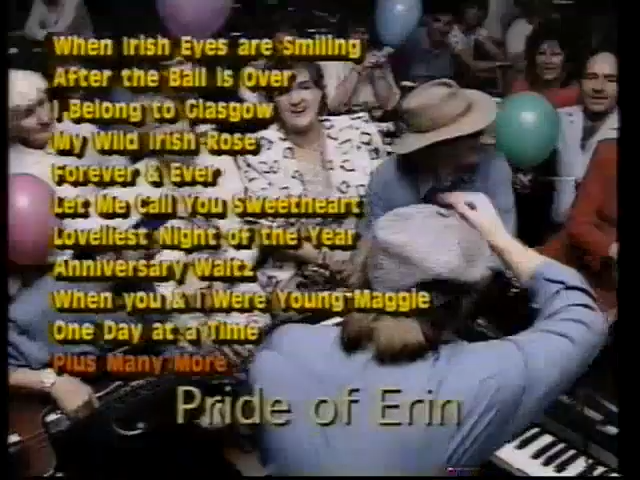 When Irish Eyes are Smiling
After the Ball is Over
I Belong to Glasgow
My Wild Irish Rose
Forever & Ever
Let Me Call You Sweetheart
Loveliest Night of the Year
Anniversary Waltz
When you & I Were Young Maggie
One Day at a Time
Plus Many More
Pride of Erin